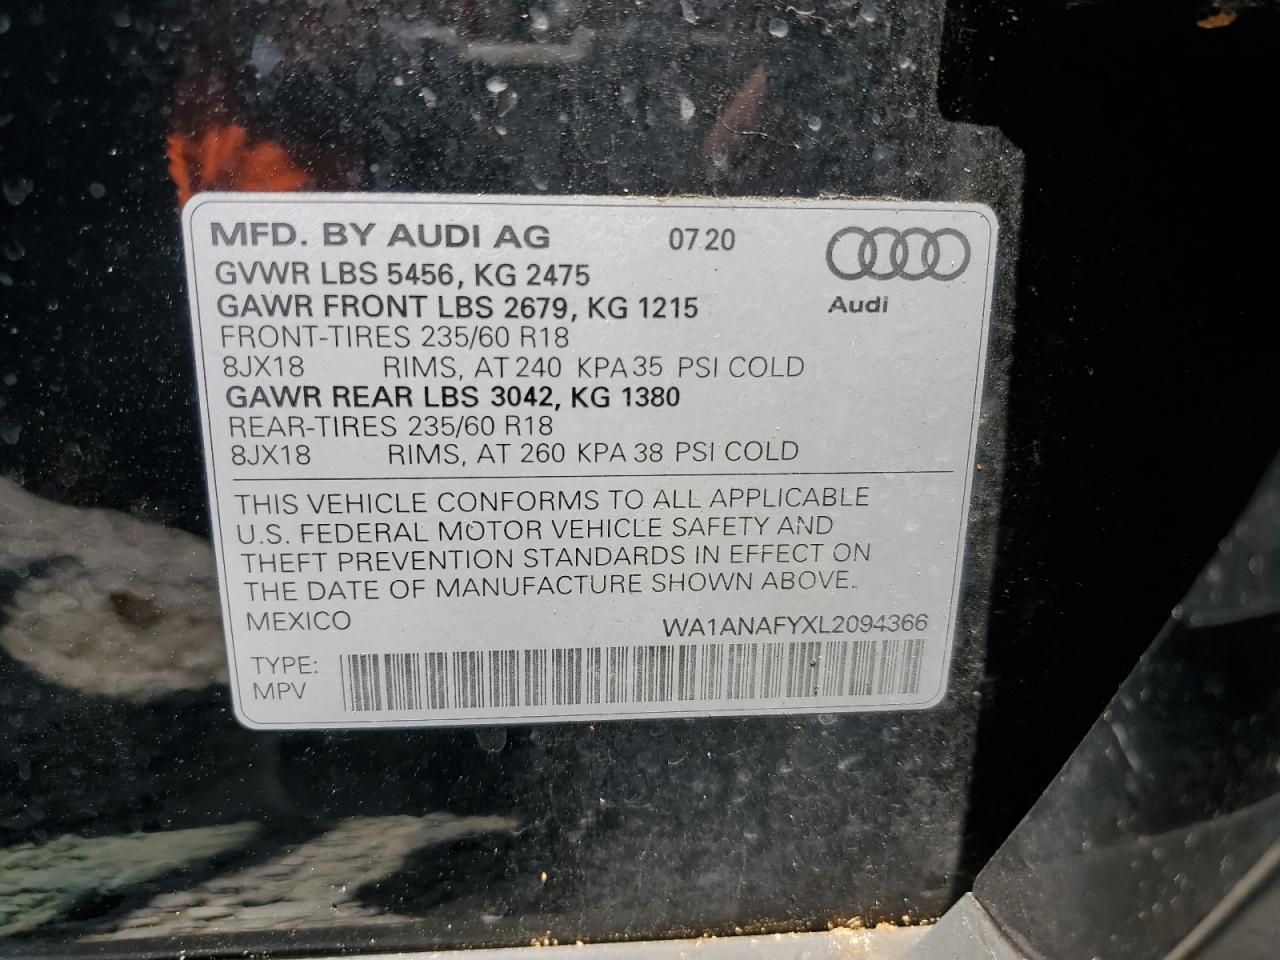 MFD. BY AUDI AG 07.20
GVWR LBS 5456, KG 2475
GAWR FRONT LBS 2679, KG 1215
Audi
FRONT-TIRES 235/60 R18
8JX18 RIMS, AT 240 KPA 35 PSI COLD
GAWR REAR LBS 3042, KG 1380
REAR-TIRES 235/60 R18
8JX18 RIMS, AT 260 KPA 38 PSI COLD
THIS VEHICLE CONFORMS TO ALL APPLICABLE
U.S. FEDERAL MOTOR VEHICLE SAFETY AND
THEFT PREVENTION STANDARDS IN EFFECT ON
THE DATE OF MANUFACTURE SHOWN ABOVE.
MEXICO WA1ANAFYXL2094366
TYPE:
MPV